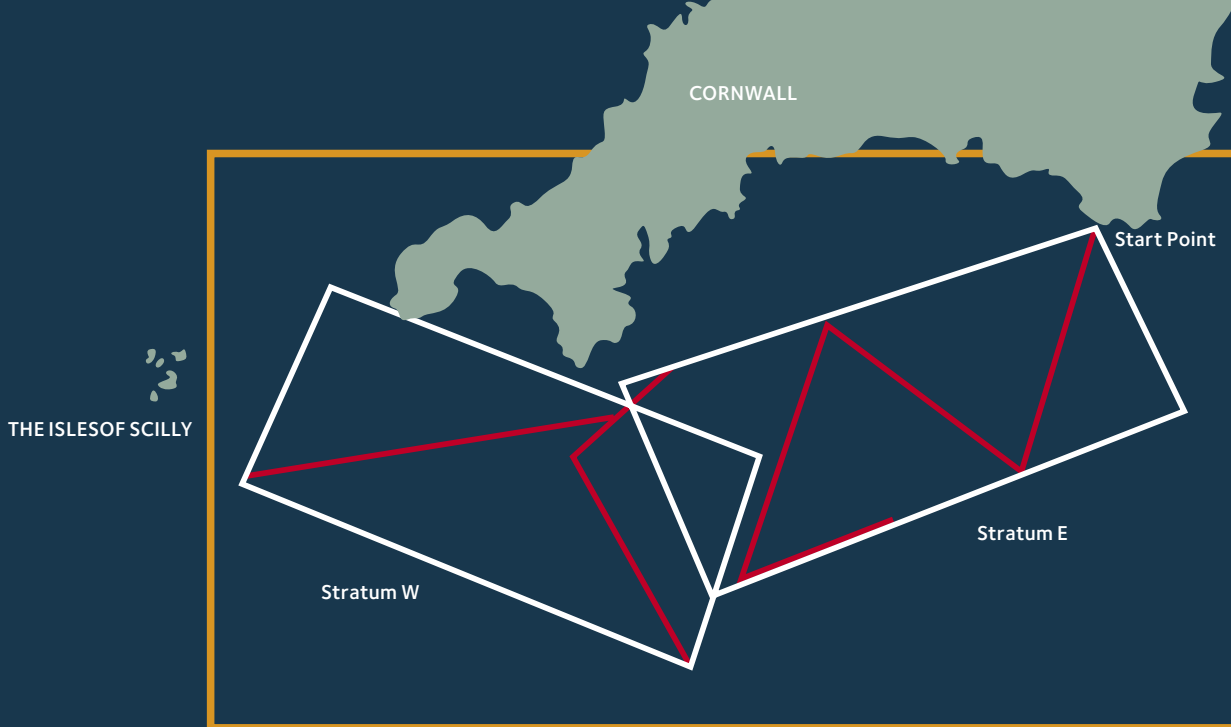 CORNWALL
Start Point
THE ISLESOF SCILLY
Stratum E
Stratum W